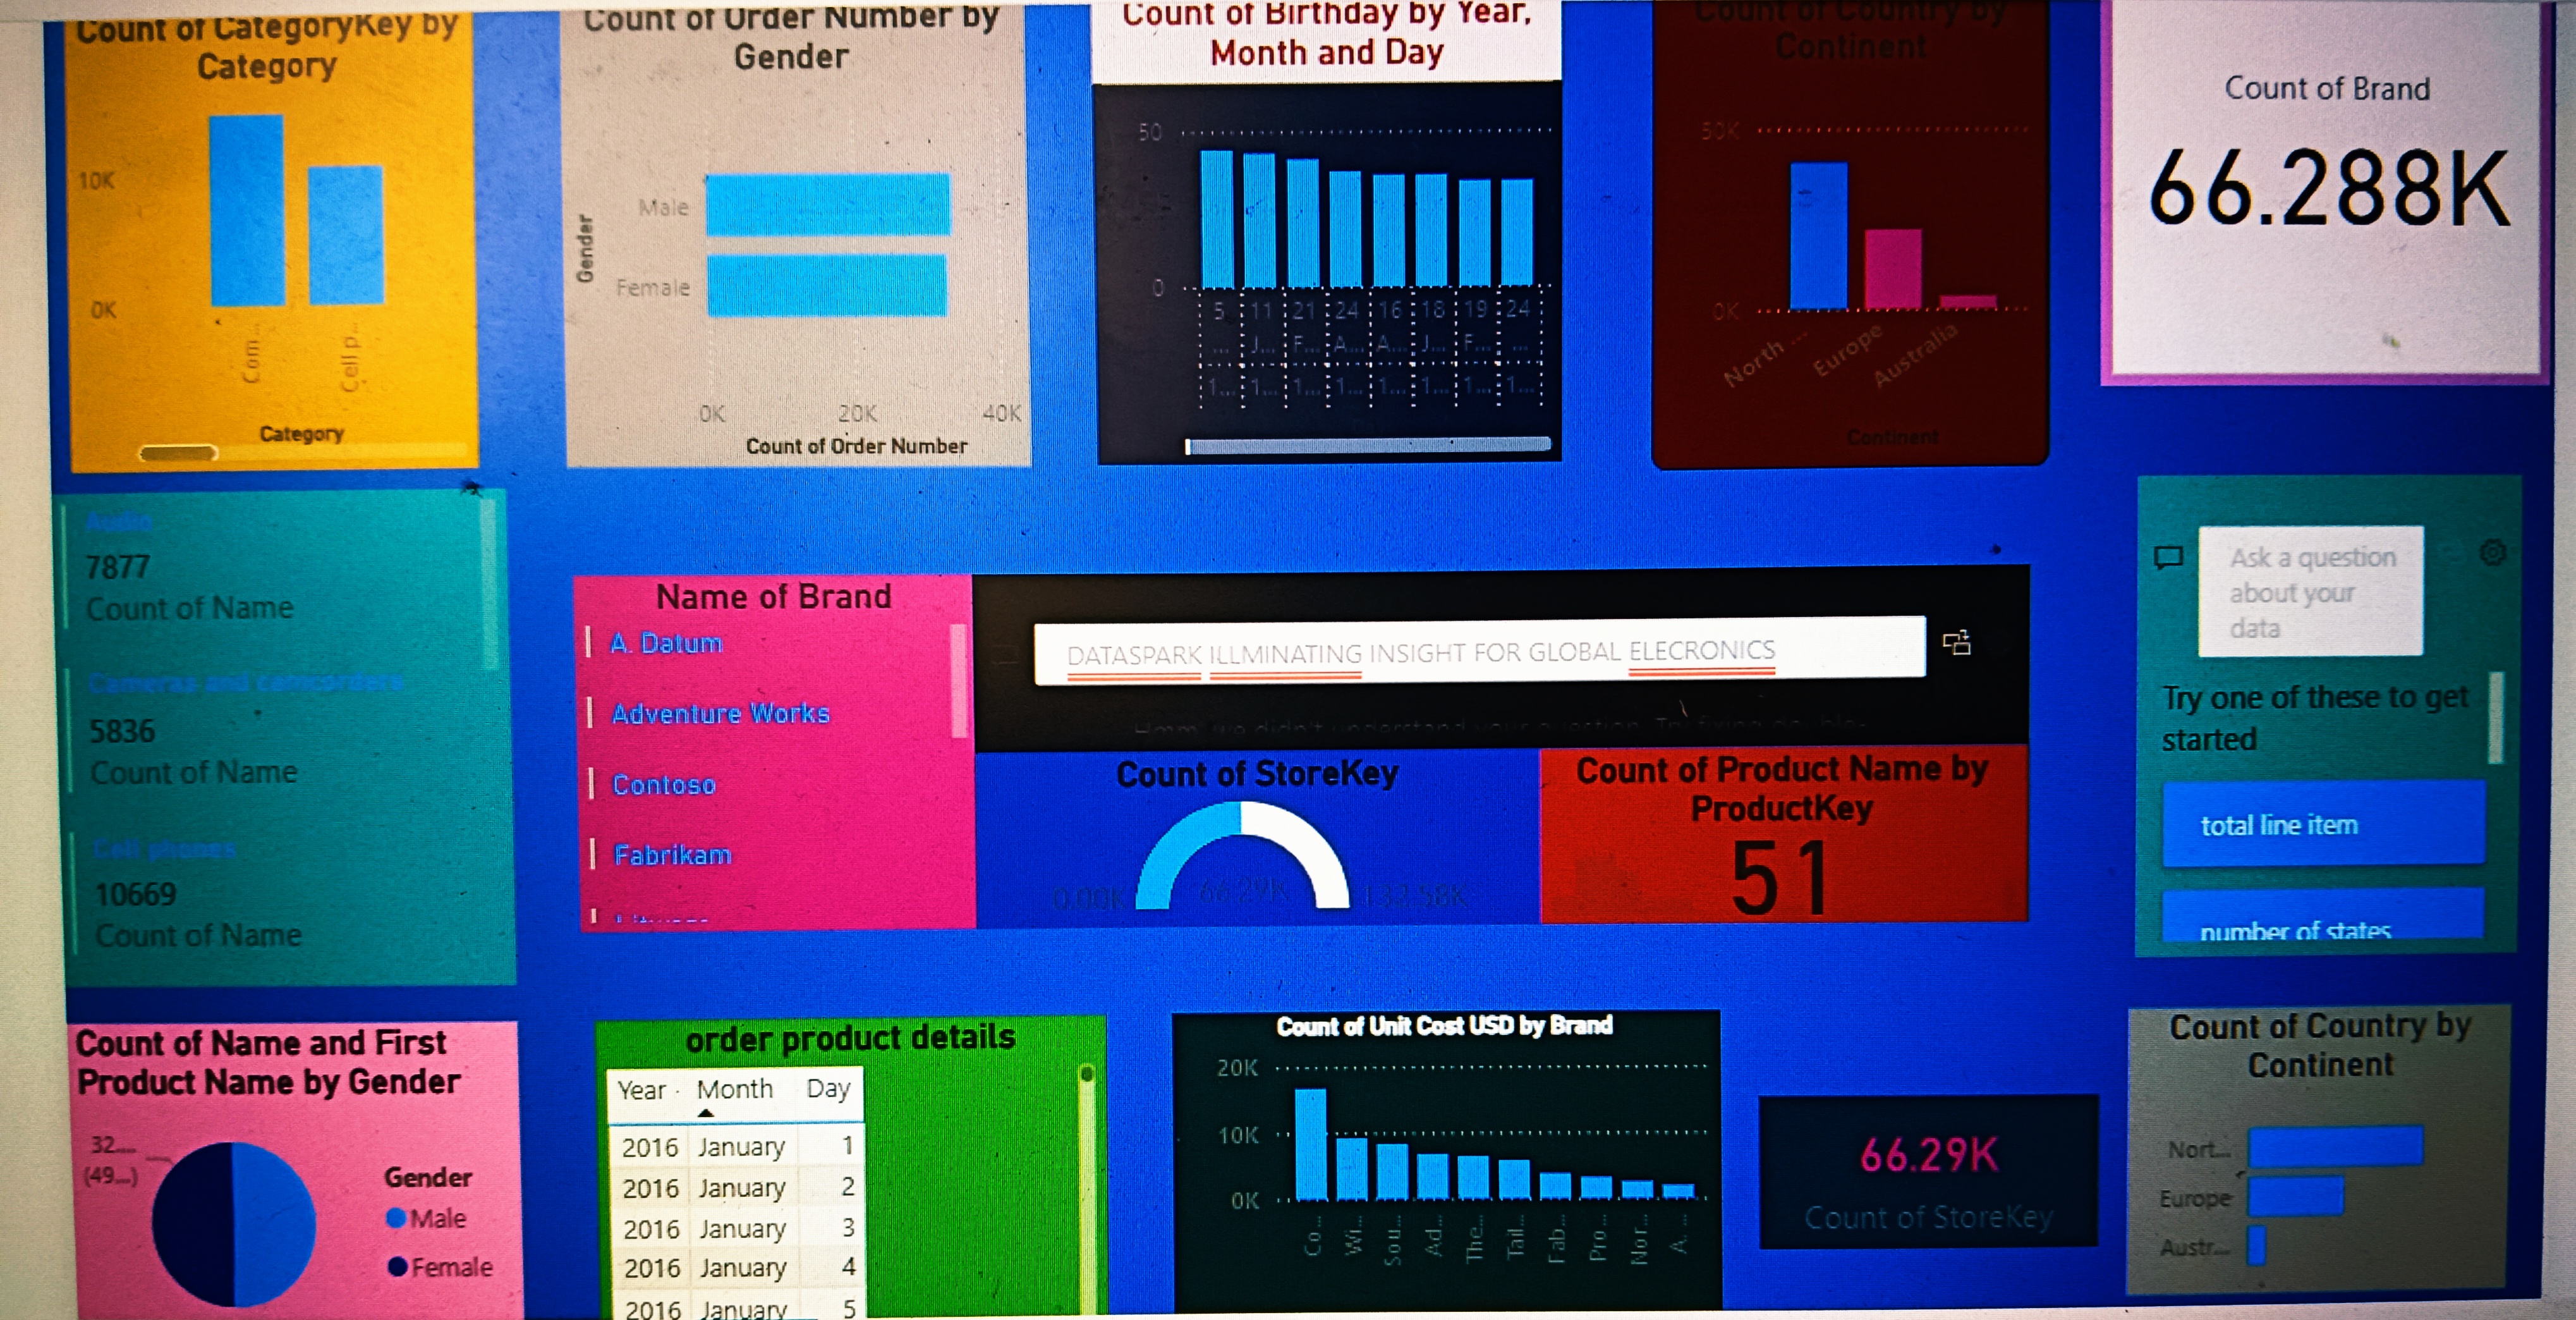 Count of CategoryKey by
Category
10K
0K
Com...
Cell p...
Category
Count of Order Number by
Gender
Gender
Male
Female
0K 20K 40K
Count of Order Number
Count of Birthday by Year,
Month and Day
50
0
5 11 21 24 16 18 19 24
... J... F... A... A... J... F... ...
1... 1... 1... 1... 1... 1... 1... 1...
Count of Country by
Continent
50K
0K
North ...
Europe
Australia
Continent
Count of Brand
66.288K
Audio
7877
Count of Name
Cameras and camcorders
5836
Count of Name
Cell phones
10669
Count of Name
Name of Brand
A. Datum
Adventure Works
Contoso
Fabrikam
DATASPARK ILLMINATING INSIGHT FOR GLOBAL ELECRONICS
Hmm, we didn't understand your question. Try fixing
Count of StoreKey
0.00K 66.29K
Count of Product Name by
ProductKey
51
Ask a question
about your
data
Try one of these to get
started
total line item
number of states
Count of Name and First
Product Name by Gender
32....
(49...)
Gender
Male
Female
order product details
Year Month Day
2016 January 1
2016 January 2
2016 January 3
2016 January 4
2016 January 5
Count of Unit Cost USD by Brand
20K
10K
0K
Co...
Wi...
Sou...
Ad...
The...
Tail...
Fab...
Pro...
Nor...
A. ...
66.29K
Count of StoreKey
Count of Country by
Continent
Nort...
Europe
Austr...